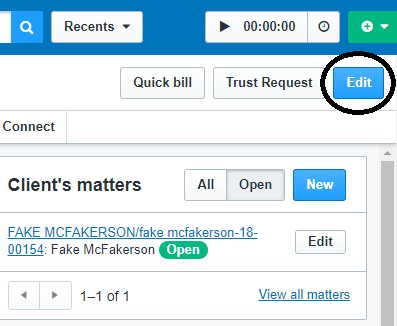 Recents
00:00:00
Quick bill Trust Request Edit
Connect
Client's matters All Open New
FAKE MCFAKERSON/fake mcfakerson-18-
00154: Fake McFakerson Open
Edit
1–1 of 1 View all matters